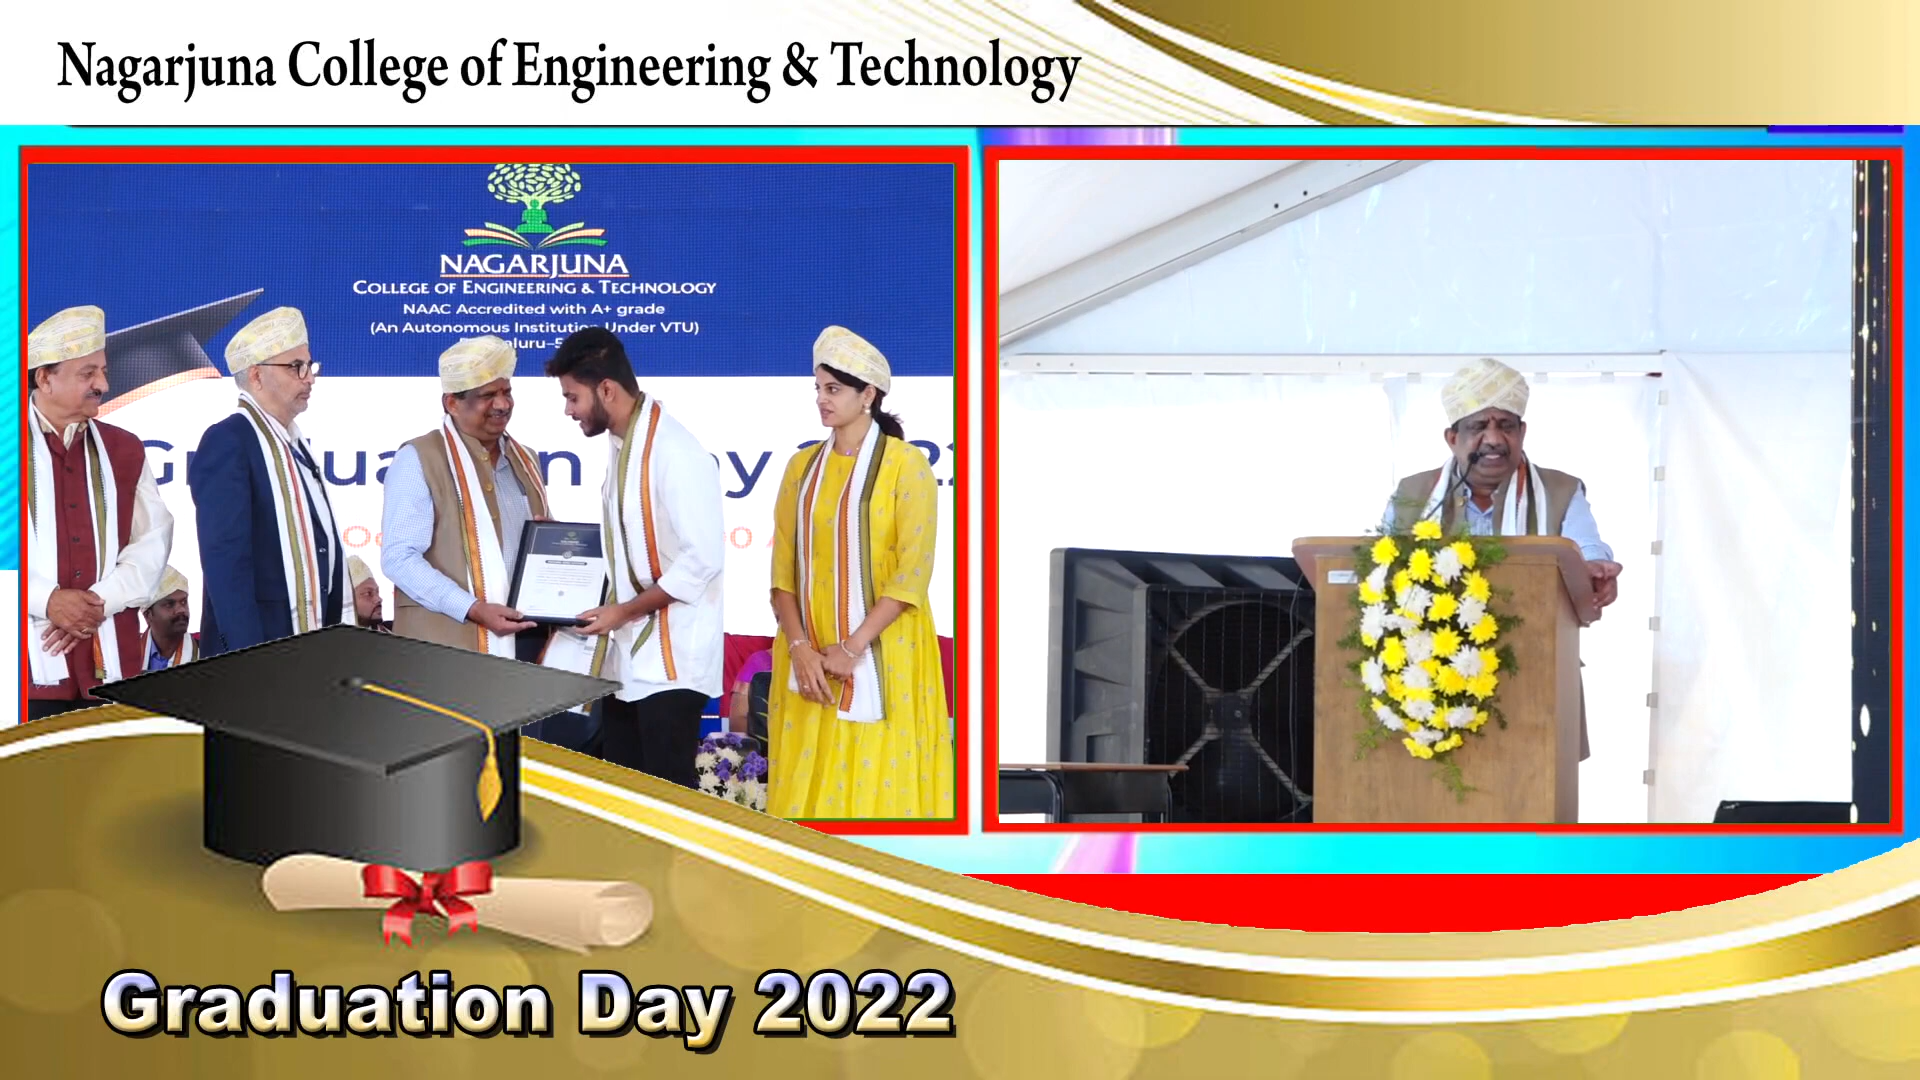 Nagarjuna College of Engineering & Technology
NAGARJUNA
COLLEGE OF ENGINEERING & TECHNOLOGY
NAAC Accredited with A+ grade
(An Autonomous Institution Under VTU)
Graduation Day 2022